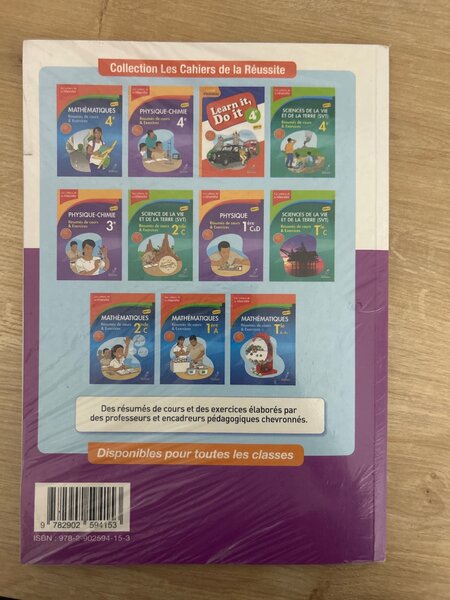 Collection Les Cahiers de la Réussite
MATHÉMATIQUES
4e
Résumés de cours
& Exercices
PHYSIQUE-CHIMIE
4e
Résumés de cours
& Exercices
Learn it,
Do it
4e
SCIENCES DE LA VIE
ET DE LA TERRE (SVT)
Résumés de cours
& Exercices
4e
PHYSIQUE-CHIMIE
Résumés de cours
& Exercices
3e
SCIENCE DE LA VIE
ET DE LA TERRE (SVT)
Résumés de cours
& Exercices
2nde C
PHYSIQUE
Résumés de cours
& Exercices
1ère C&D
SCIENCES DE LA VIE
ET DE LA TERRE (SVT)
Résumés de cours
& Exercices
Tle C
MATHÉMATIQUES
Résumés de cours
& Exercices
2nde C
MATHÉMATIQUES
Résumés de cours
& Exercices
1ère A
MATHÉMATIQUES
Résumés de cours
& Exercices
Tle
Des résumés de cours et des exercices élaborés par
des professeurs et encadreurs pédagogiques chevronnés.
Disponibles pour toutes les classes
9 782902 594153
ISBN : 978-2-902594-15-3